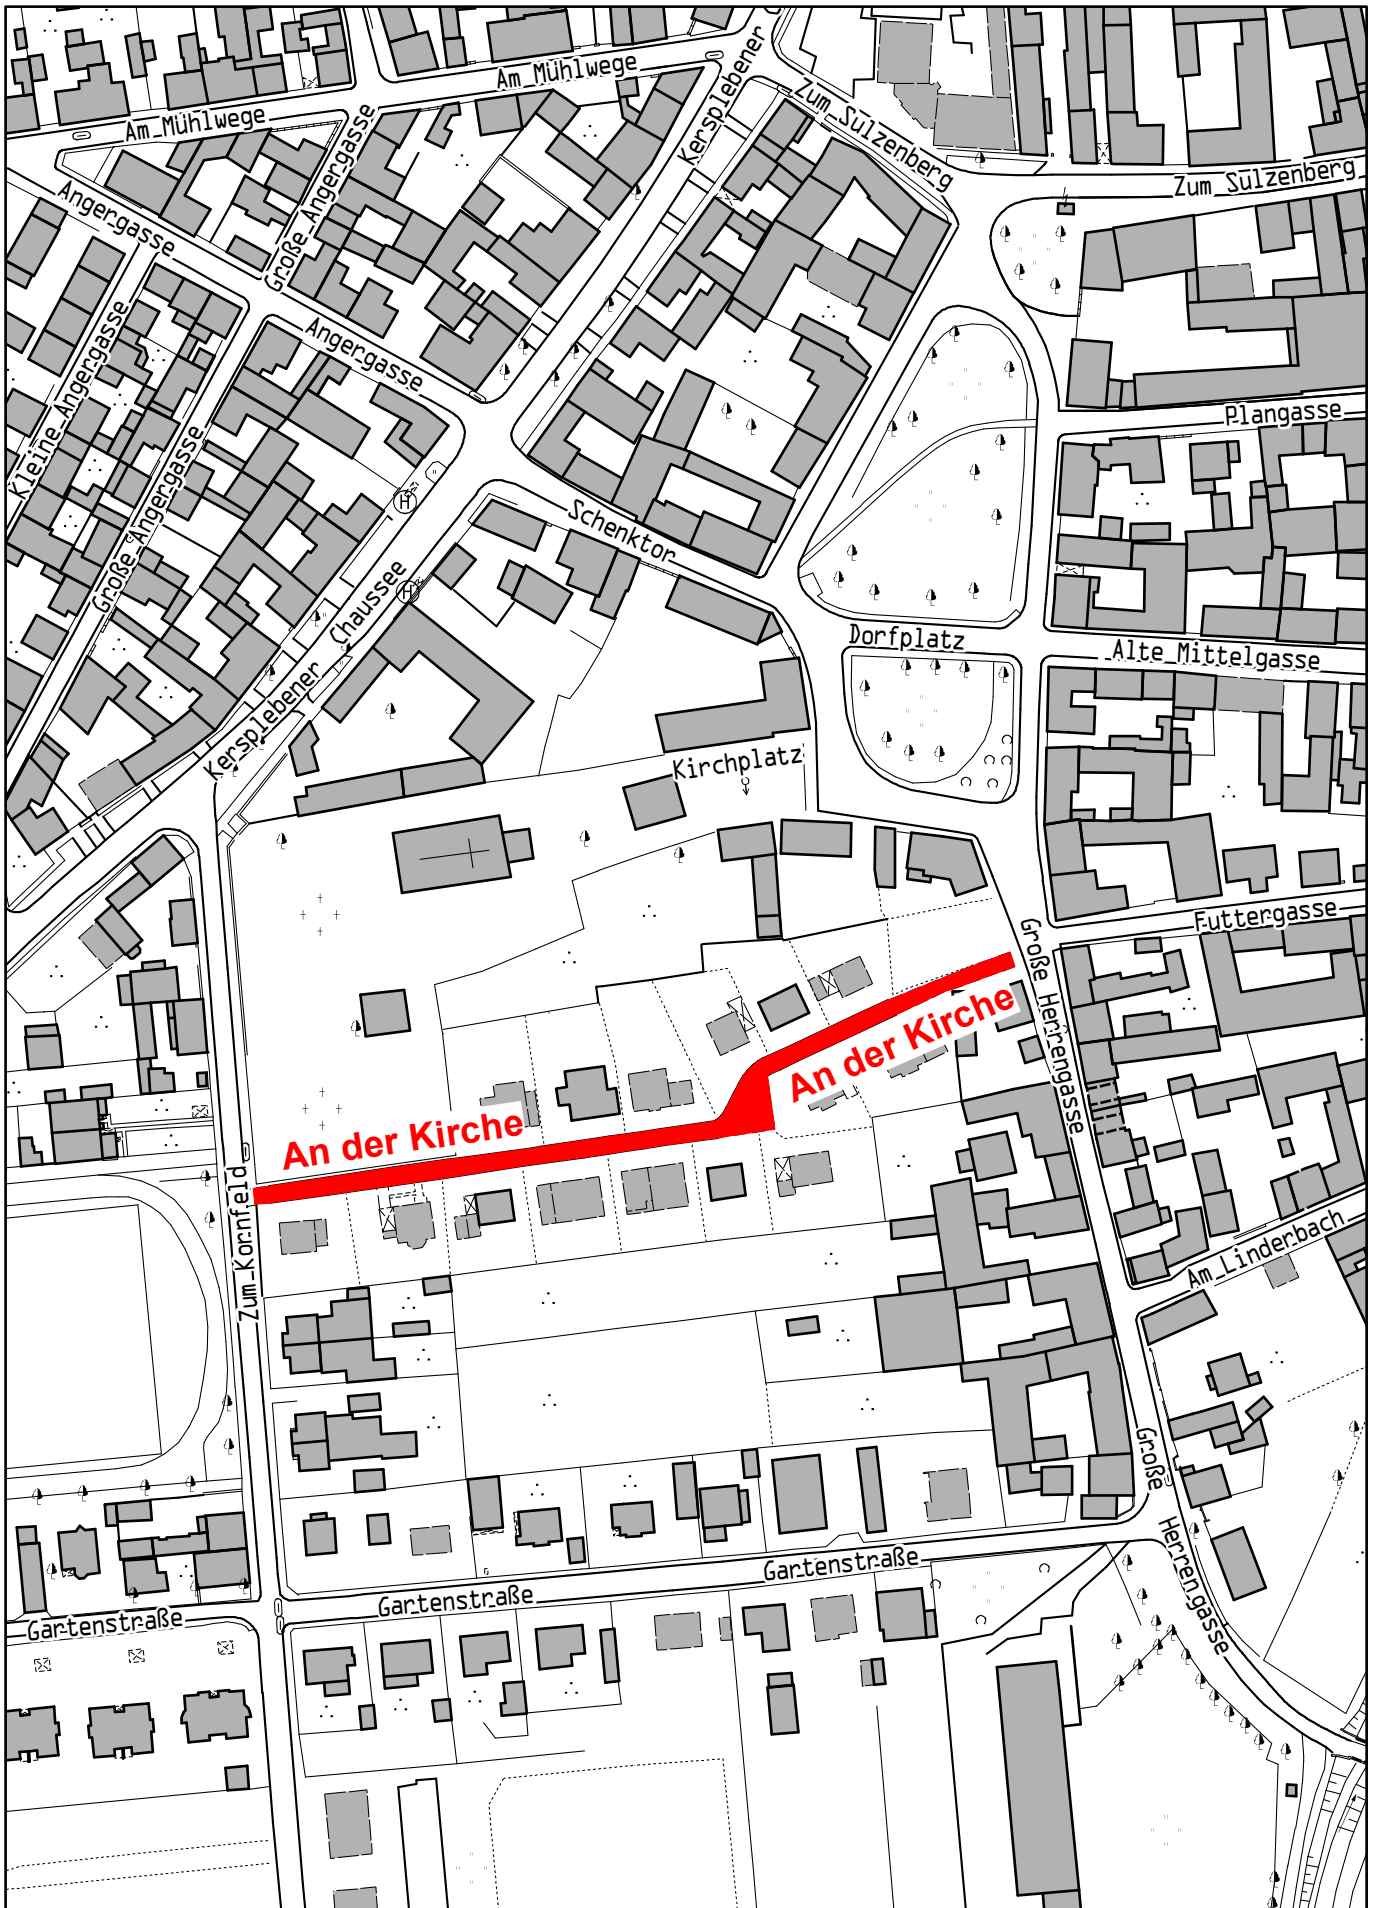 Am Mühlwege
Am Mühlwege
Kersplebener
Zum Sulzenberg
Zum Sulzenberg
Angergasse
Große Angergasse
Kleine Angergasse
Angergasse
Große Angergasse
Plangasse
H
Schenktor
H
Kersplebener Chaussee
Dorfplatz
Alte Mittelgasse
Kirchplatz
Futtergasse
Große Herrengasse
An der Kirche
An der Kirche
Zum Kornfeld
Am Linderbach
Große Herrengasse
Gartenstraße
Gartenstraße
Gartenstraße